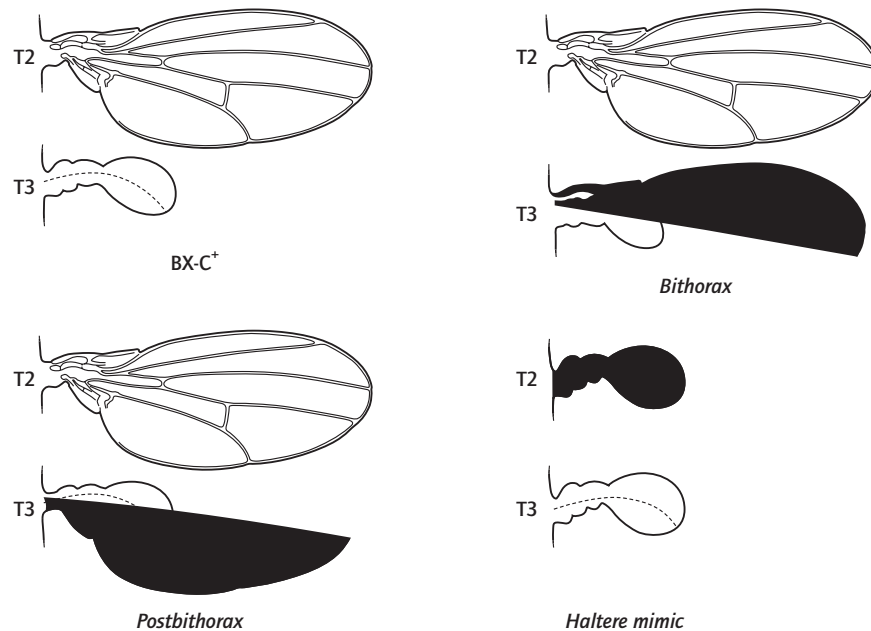 T2
T3
BX-C+
T2
T3
Bithorax
T2
T3
Postbithorax
T2
T3
Haltere mimic